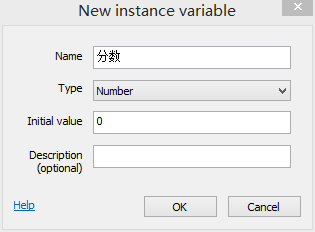 New instance variable
Name 分数
Type Number
Initial value 0
Description
(optional)
Help OK Cancel